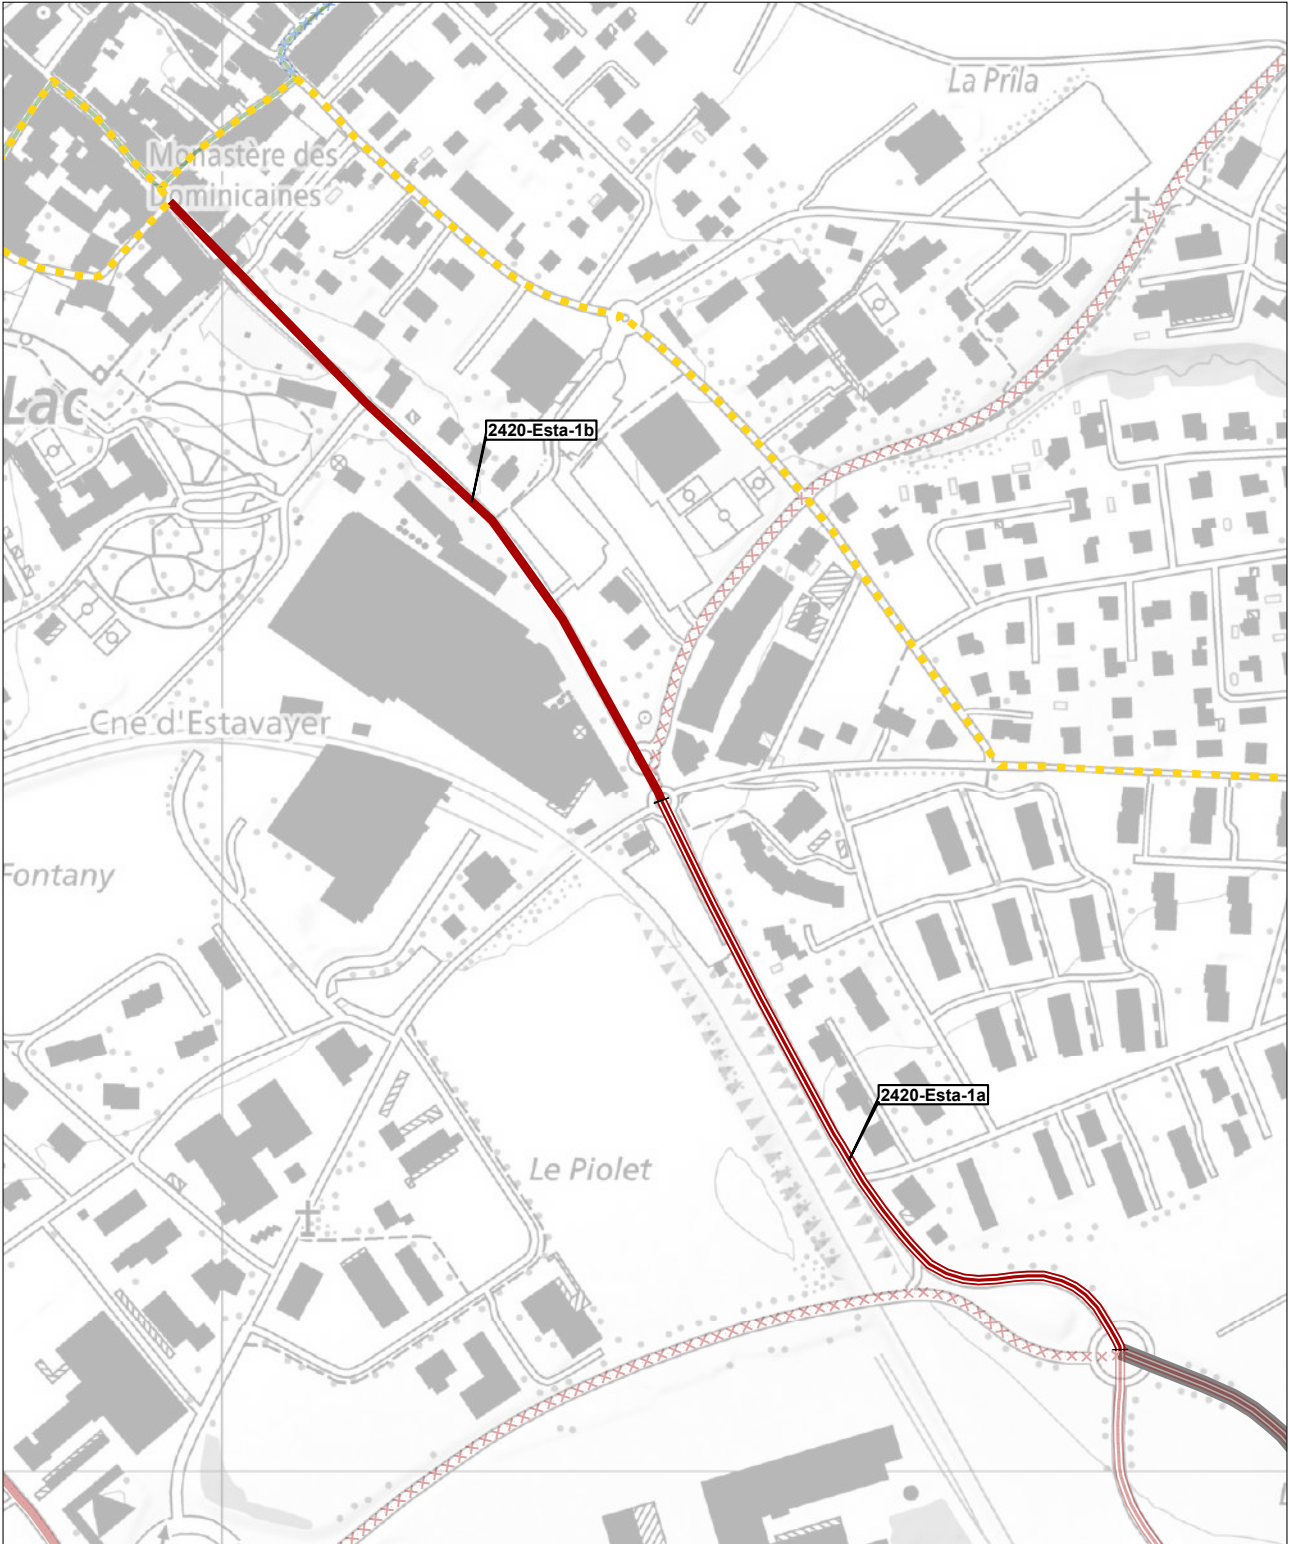 La Prîla
Monastère des
Dominicaines
Lac
2420-Esta-1b
Cne d'Estavayer
Fontany
2420-Esta-1a
Le Piolet